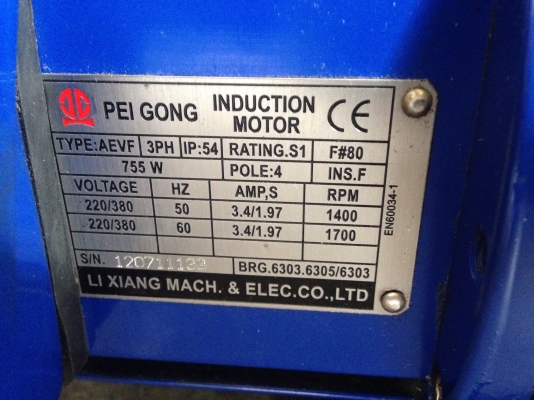 PEI GONG INDUCTION MOTOR CE
TYPE:AEVF 3PH IP:54 RATING.S1 F#80
755 W POLE:4 INS.F
VOLTAGE HZ AMP,S RPM
220/380 50 3.4/1.97 1400
220/380 60 3.4/1.97 1700
S/N. 120711133 BRG.6303.6305/6303
LI XIANG MACH. & ELEC.CO.,LTD
EN60034-1